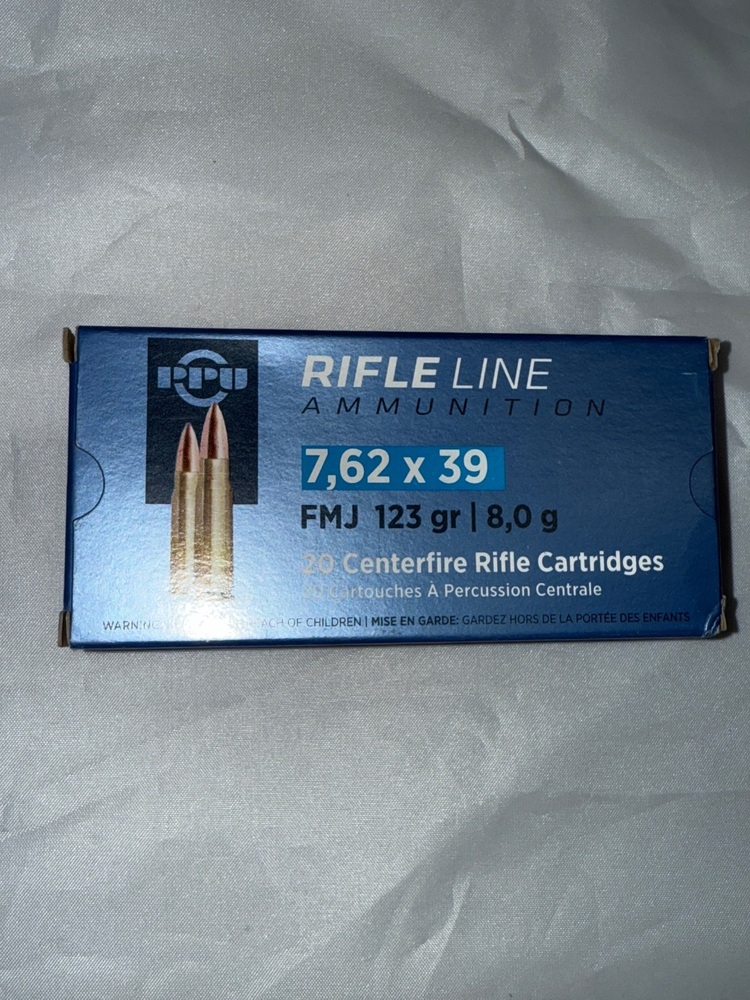 PPU
RIFLE LINE
AMMUNITION
7,62 x 39
FMJ 123 gr | 8,0 g
20 Centerfire Rifle Cartridges
Cartouches À Percussion Centrale
WARNING OF CHILDREN | MISE EN GARDE: GARDEZ HORS DE LA PORTÉE DES ENFANTS